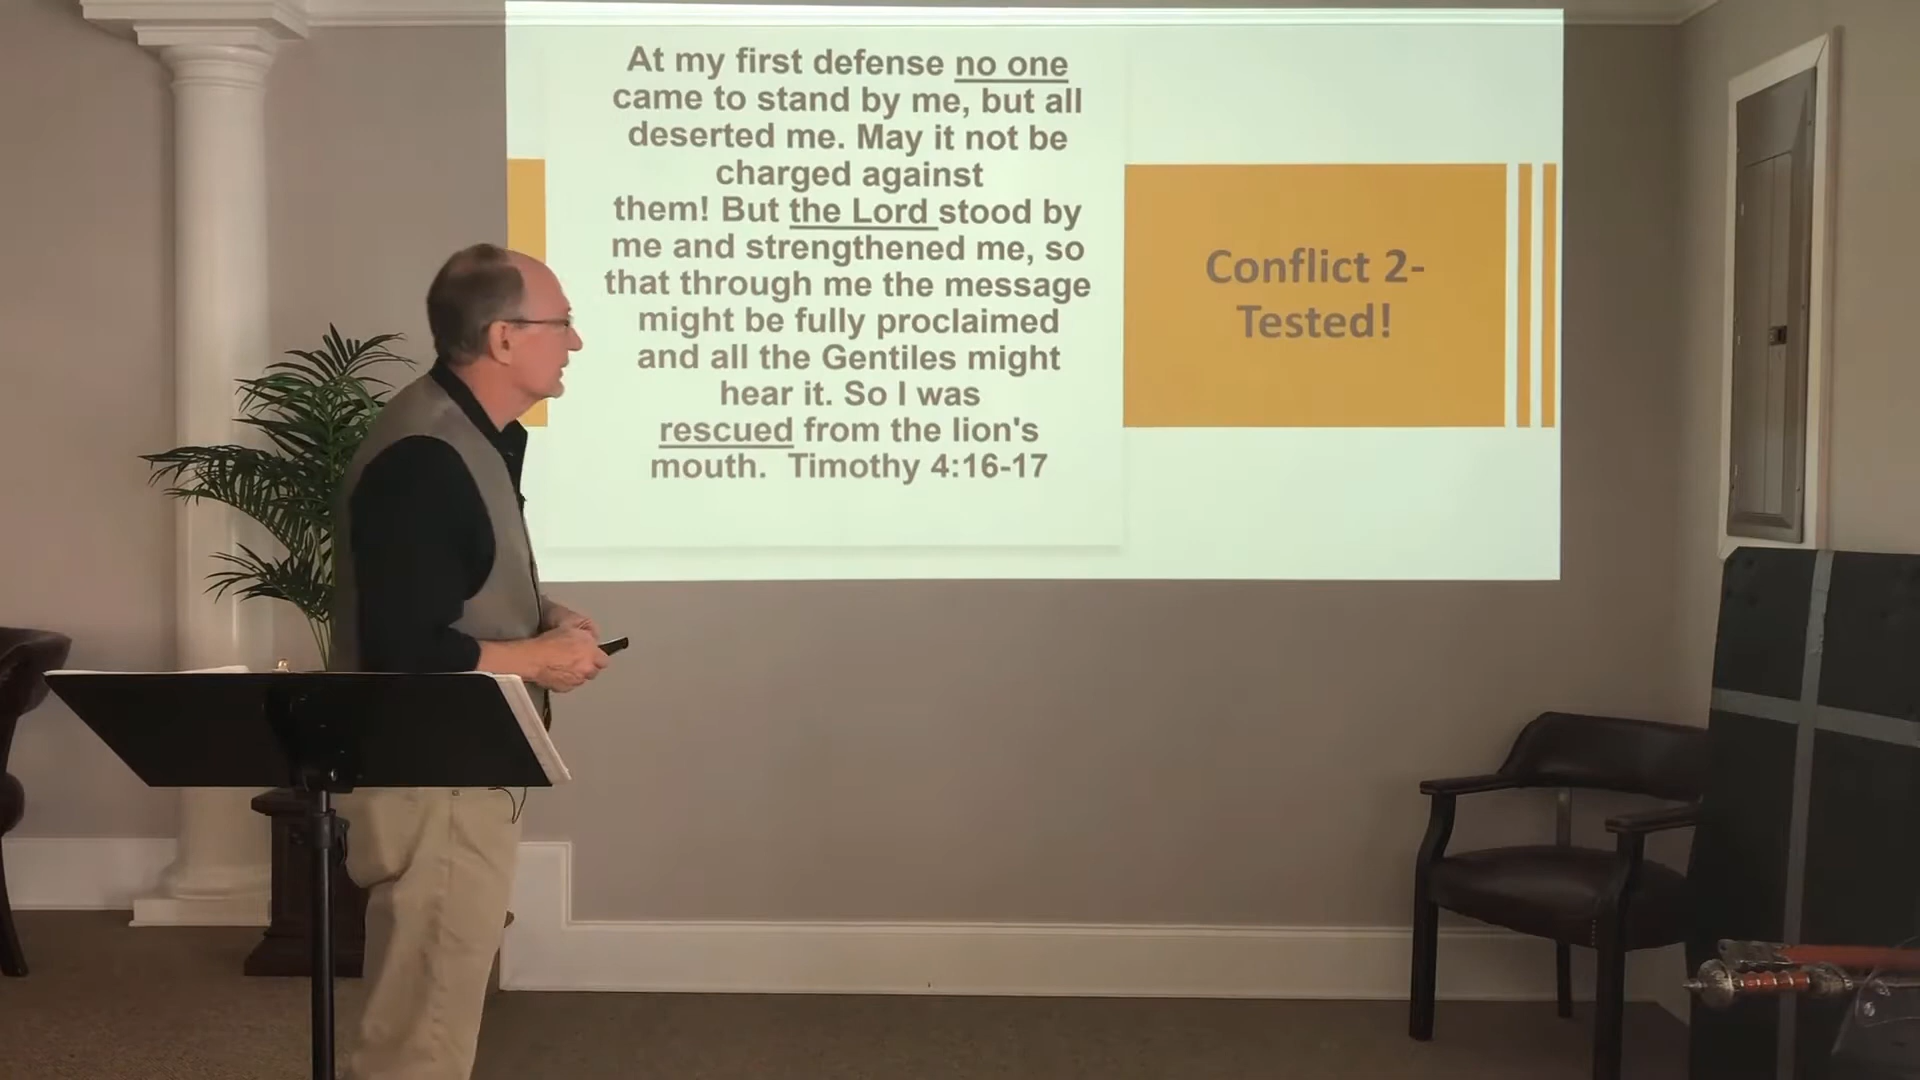 At my first defense no one
came to stand by me, but all
deserted me. May it not be
charged against
them! But the Lord stood by
me and strengthened me, so
that through me the message
might be fully proclaimed
and all the Gentiles might
hear it. So I was
rescued from the lion's
mouth.  Timothy 4:16-17
Conflict 2-
Tested!